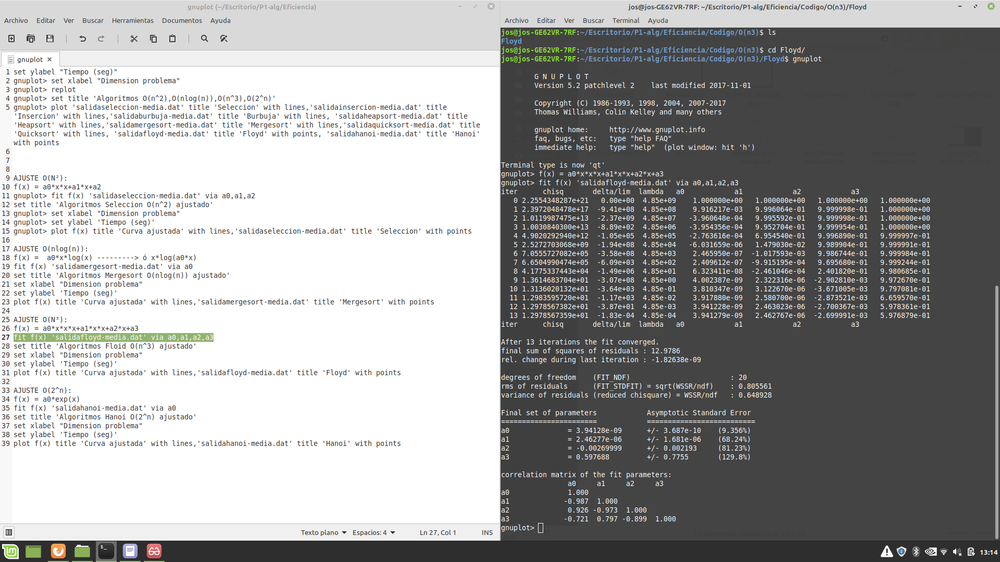 gnuplot (~/Escritorio/P1-alg/Eficiencia)
Archivo Editar Ver Buscar Herramientas Documentos Ayuda
gnuplot ×
1 set ylabel "Tiempo (seg)"
2 gnuplot> set xlabel "Dimension problema"
3 gnuplot> replot
4 gnuplot> set title 'Algoritmos O(n^2),O(nlog(n)),O(n^3),O(2^n)'
5 gnuplot> plot 'salidaseleccion-media.dat' title 'Seleccion' with lines,'salidainsercion-media.dat' title
'Insercion' with lines,'salidaburbuja-media.dat' title 'Burbuja' with lines, 'salidaheapsort-media.dat' title
'Heapsort' with lines,'salidamergesort-media.dat' title 'Mergesort' with lines,'salidaquicksort-media.dat' title
'Quicksort' with lines, 'salidafloyd-media.dat' title 'Floyd' with points, 'salidahanoi-media.dat' title 'Hanoi'
with points
6
7
8
9 AJUSTE O(N²):
10 f(x) = a0*x*x+a1*x+a2
11 gnuplot> fit f(x) 'salidaseleccion-media.dat' via a0,a1,a2
12 set title 'Algoritmos Seleccion O(n^2) ajustado'
13 gnuplot> set xlabel "Dimension problema"
14 gnuplot> set ylabel 'Tiempo (seg)'
15 gnuplot> plot f(x) title 'Curva ajustada' with lines,'salidaseleccion-media.dat' title 'Seleccion' with points
16
17 AJUSTE O(nlog(n)):
18 f(x) =  a0*x*log(x) ---------> ó x*log(a0*x)
19 fit f(x) 'salidamergesort-media.dat' via a0
20 set title 'Algoritmos Mergesort O(nlog(n)) ajustado'
21 set xlabel "Dimension problema"
22 set ylabel 'Tiempo (seg)'
23 plot f(x) title 'Curva ajustada' with lines,'salidamergesort-media.dat' title 'Mergesort' with points
24
25 AJUSTE O(N³):
26 f(x) = a0*x*x*x+a1*x*x+a2*x+a3
27 fit f(x) 'salidafloyd-media.dat' via a0,a1,a2,a3
28 set title 'Algoritmos Floid O(n^3) ajustado'
29 set xlabel "Dimension problema"
30 set ylabel 'Tiempo (seg)'
31 plot f(x) title 'Curva ajustada' with lines,'salidafloyd-media.dat' title 'Floyd' with points
32
33 AJUSTE O(2^n):
34 f(x) = a0*exp(x)
35 fit f(x) 'salidahanoi-media.dat' via a0
36 set title 'Algoritmos Hanoi O(2^n) ajustado'
37 set xlabel "Dimension problema"
38 set ylabel 'Tiempo (seg)'
39 plot f(x) title 'Curva ajustada' with lines,'salidahanoi-media.dat' title 'Hanoi' with points
Texto plano Espacios: 4 Ln 27, Col 1 INS
jos@jos-GE62VR-7RF: ~/Escritorio/P1-alg/Eficiencia/Codigo/O(n3)/Floyd
Archivo Editar Ver Buscar Terminal Ayuda
jos@jos-GE62VR-7RF:~/Escritorio/P1-alg/Eficiencia/Codigo/O(n3)$ ls
Floyd
jos@jos-GE62VR-7RF:~/Escritorio/P1-alg/Eficiencia/Codigo/O(n3)$ cd Floyd/
jos@jos-GE62VR-7RF:~/Escritorio/P1-alg/Eficiencia/Codigo/O(n3)/Floyd$ gnuplot
G N U P L O T
Version 5.2 patchlevel 2    last modified 2017-11-01
Copyright (C) 1986-1993, 1998, 2004, 2007-2017
Thomas Williams, Colin Kelley and many others
gnuplot home:     http://www.gnuplot.info
faq, bugs, etc:   type "help FAQ"
immediate help:   type "help"  (plot window: hit 'h')
Terminal type is now 'qt'
gnuplot> f(x) = a0*x*x*x+a1*x*x+a2*x+a3
gnuplot> fit f(x) 'salidafloyd-media.dat' via a0,a1,a2,a3
iter      chisq       delta/lim  lambda   a0            a1            a2            a3
0 2.2554348287e+21   0.00e+00  4.85e+09    1.000000e+00   1.000000e+00   1.000000e+00   1.000000e+00
1 2.3972048478e+17  -9.41e+08  4.85e+08    9.916217e-03   9.996064e-01   9.999998e-01   1.000000e+00
2 1.0119987475e+13  -2.37e+09  4.85e+07   -3.960648e-04   9.995592e-01   9.999998e-01   1.000000e+00
3 1.0030840300e+13  -8.89e+02  4.85e+06   -3.954356e-04   9.952704e-01   9.999954e-01   1.000000e+00
4 4.9020292940e+12  -1.05e+05  4.85e+05   -2.763616e-04   6.954540e-01   9.996890e-01   9.999997e-01
5 2.5272703068e+09  -1.94e+08  4.85e+04   -6.031659e-06   1.479030e-02   9.989904e-01   9.999991e-01
6 7.0555727082e+05  -3.58e+08  4.85e+03    2.465950e-07  -1.017593e-03   9.986744e-01   9.999984e-01
7 6.6504990474e+05  -6.09e+03  4.85e+02    2.409612e-07  -9.915195e-04   9.695680e-01   9.999244e-01
8 4.1775337443e+04  -1.49e+06  4.85e+01    6.323411e-08  -2.461046e-04   2.401820e-01   9.980685e-01
9 1.3614683704e+01  -3.07e+08  4.85e+00    4.002387e-09   2.322316e-06  -2.902810e-03   9.972670e-01
10 1.3136020132e+01  -3.64e+03  4.85e-01    3.810347e-09   3.122670e-06  -3.671005e-03   9.797081e-01
11 1.2983595720e+01  -1.17e+03  4.85e-02    3.917880e-09   2.580700e-06  -2.873521e-03   6.659570e-01
12 1.2978567382e+01  -3.87e+01  4.85e-03    3.941228e-09   2.463023e-06  -2.700367e-03   5.978361e-01
13 1.2978567359e+01  -1.83e-04  4.85e-04    3.941279e-09   2.462767e-06  -2.699991e-03   5.976879e-01
iter      chisq       delta/lim  lambda   a0            a1            a2            a3
After 13 iterations the fit converged.
final sum of squares of residuals : 12.9786
rel. change during last iteration : -1.82638e-09
degrees of freedom    (FIT_NDF)                        : 20
rms of residuals      (FIT_STDFIT) = sqrt(WSSR/ndf)    : 0.805561
variance of residuals (reduced chisquare) = WSSR/ndf   : 0.648928
Final set of parameters            Asymptotic Standard Error
=======================            ==========================
a0              = 3.94128e-09      +/- 3.687e-10    (9.356%)
a1              = 2.46277e-06      +/- 1.681e-06    (68.24%)
a2              = -0.00269999      +/- 0.002193     (81.23%)
a3              = 0.597688         +/- 0.7755       (129.8%)
correlation matrix of the fit parameters:
a0     a1     a2     a3
a0              1.000
a1             -0.987  1.000
a2              0.926 -0.973  1.000
a3             -0.721  0.797 -0.899  1.000
gnuplot>
13:14